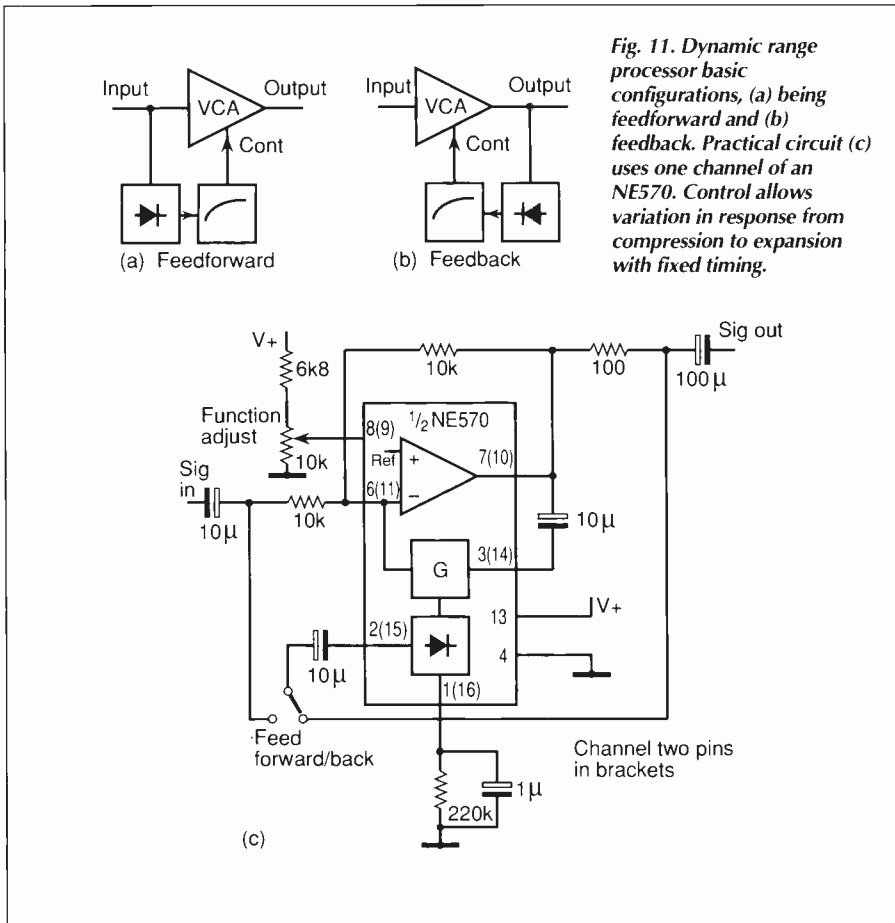 Fig. 11. Dynamic range
processor basic
configurations, (a) being
feedforward and (b)
feedback. Practical circuit (c)
uses one channel of an
NE570. Control allows
variation in response from
compression to expansion
with fixed timing.
Input
Output
VCA
Cont
(a) Feedforward
Input
Output
VCA
Cont
(b) Feedback
V+
6k8
Function
adjust
10k
Sig
in
10µ
10k
10k
100
Sig out
100µ
½NE570
8(9)
Ref
+
−
6(11)
7(10)
10µ
G
3(14)
13
V+
4
2(15)
10µ
1(16)
Feed
forward/back
Channel two pins
in brackets
1µ
220k
(c)